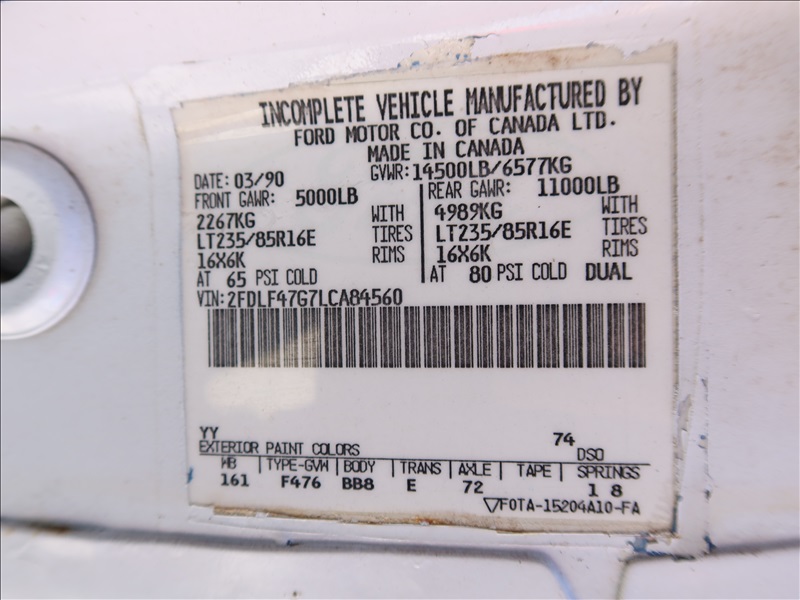 INCOMPLETE VEHICLE MANUFACTURED BY
FORD MOTOR CO. OF CANADA LTD.
MADE IN CANADA
DATE: 03/90 GVWR: 14500LB/6577KG
FRONT GAWR: 5000LB REAR GAWR: 11000LB
2267KG WITH 4989KG WITH
LT235/85R16E TIRES LT235/85R16E TIRES
16X6K RIMS 16X6K RIMS
AT 65 PSI COLD AT 80 PSI COLD DUAL
VIN: 2FDLF47G7LCA84560
YY 74
EXTERIOR PAINT COLORS DSO
WB TYPE-GVW BODY TRANS AXLE TAPE SPRINGS
161 F476 BB8 E 72 1 8
▽F0TA-15204A10-FA